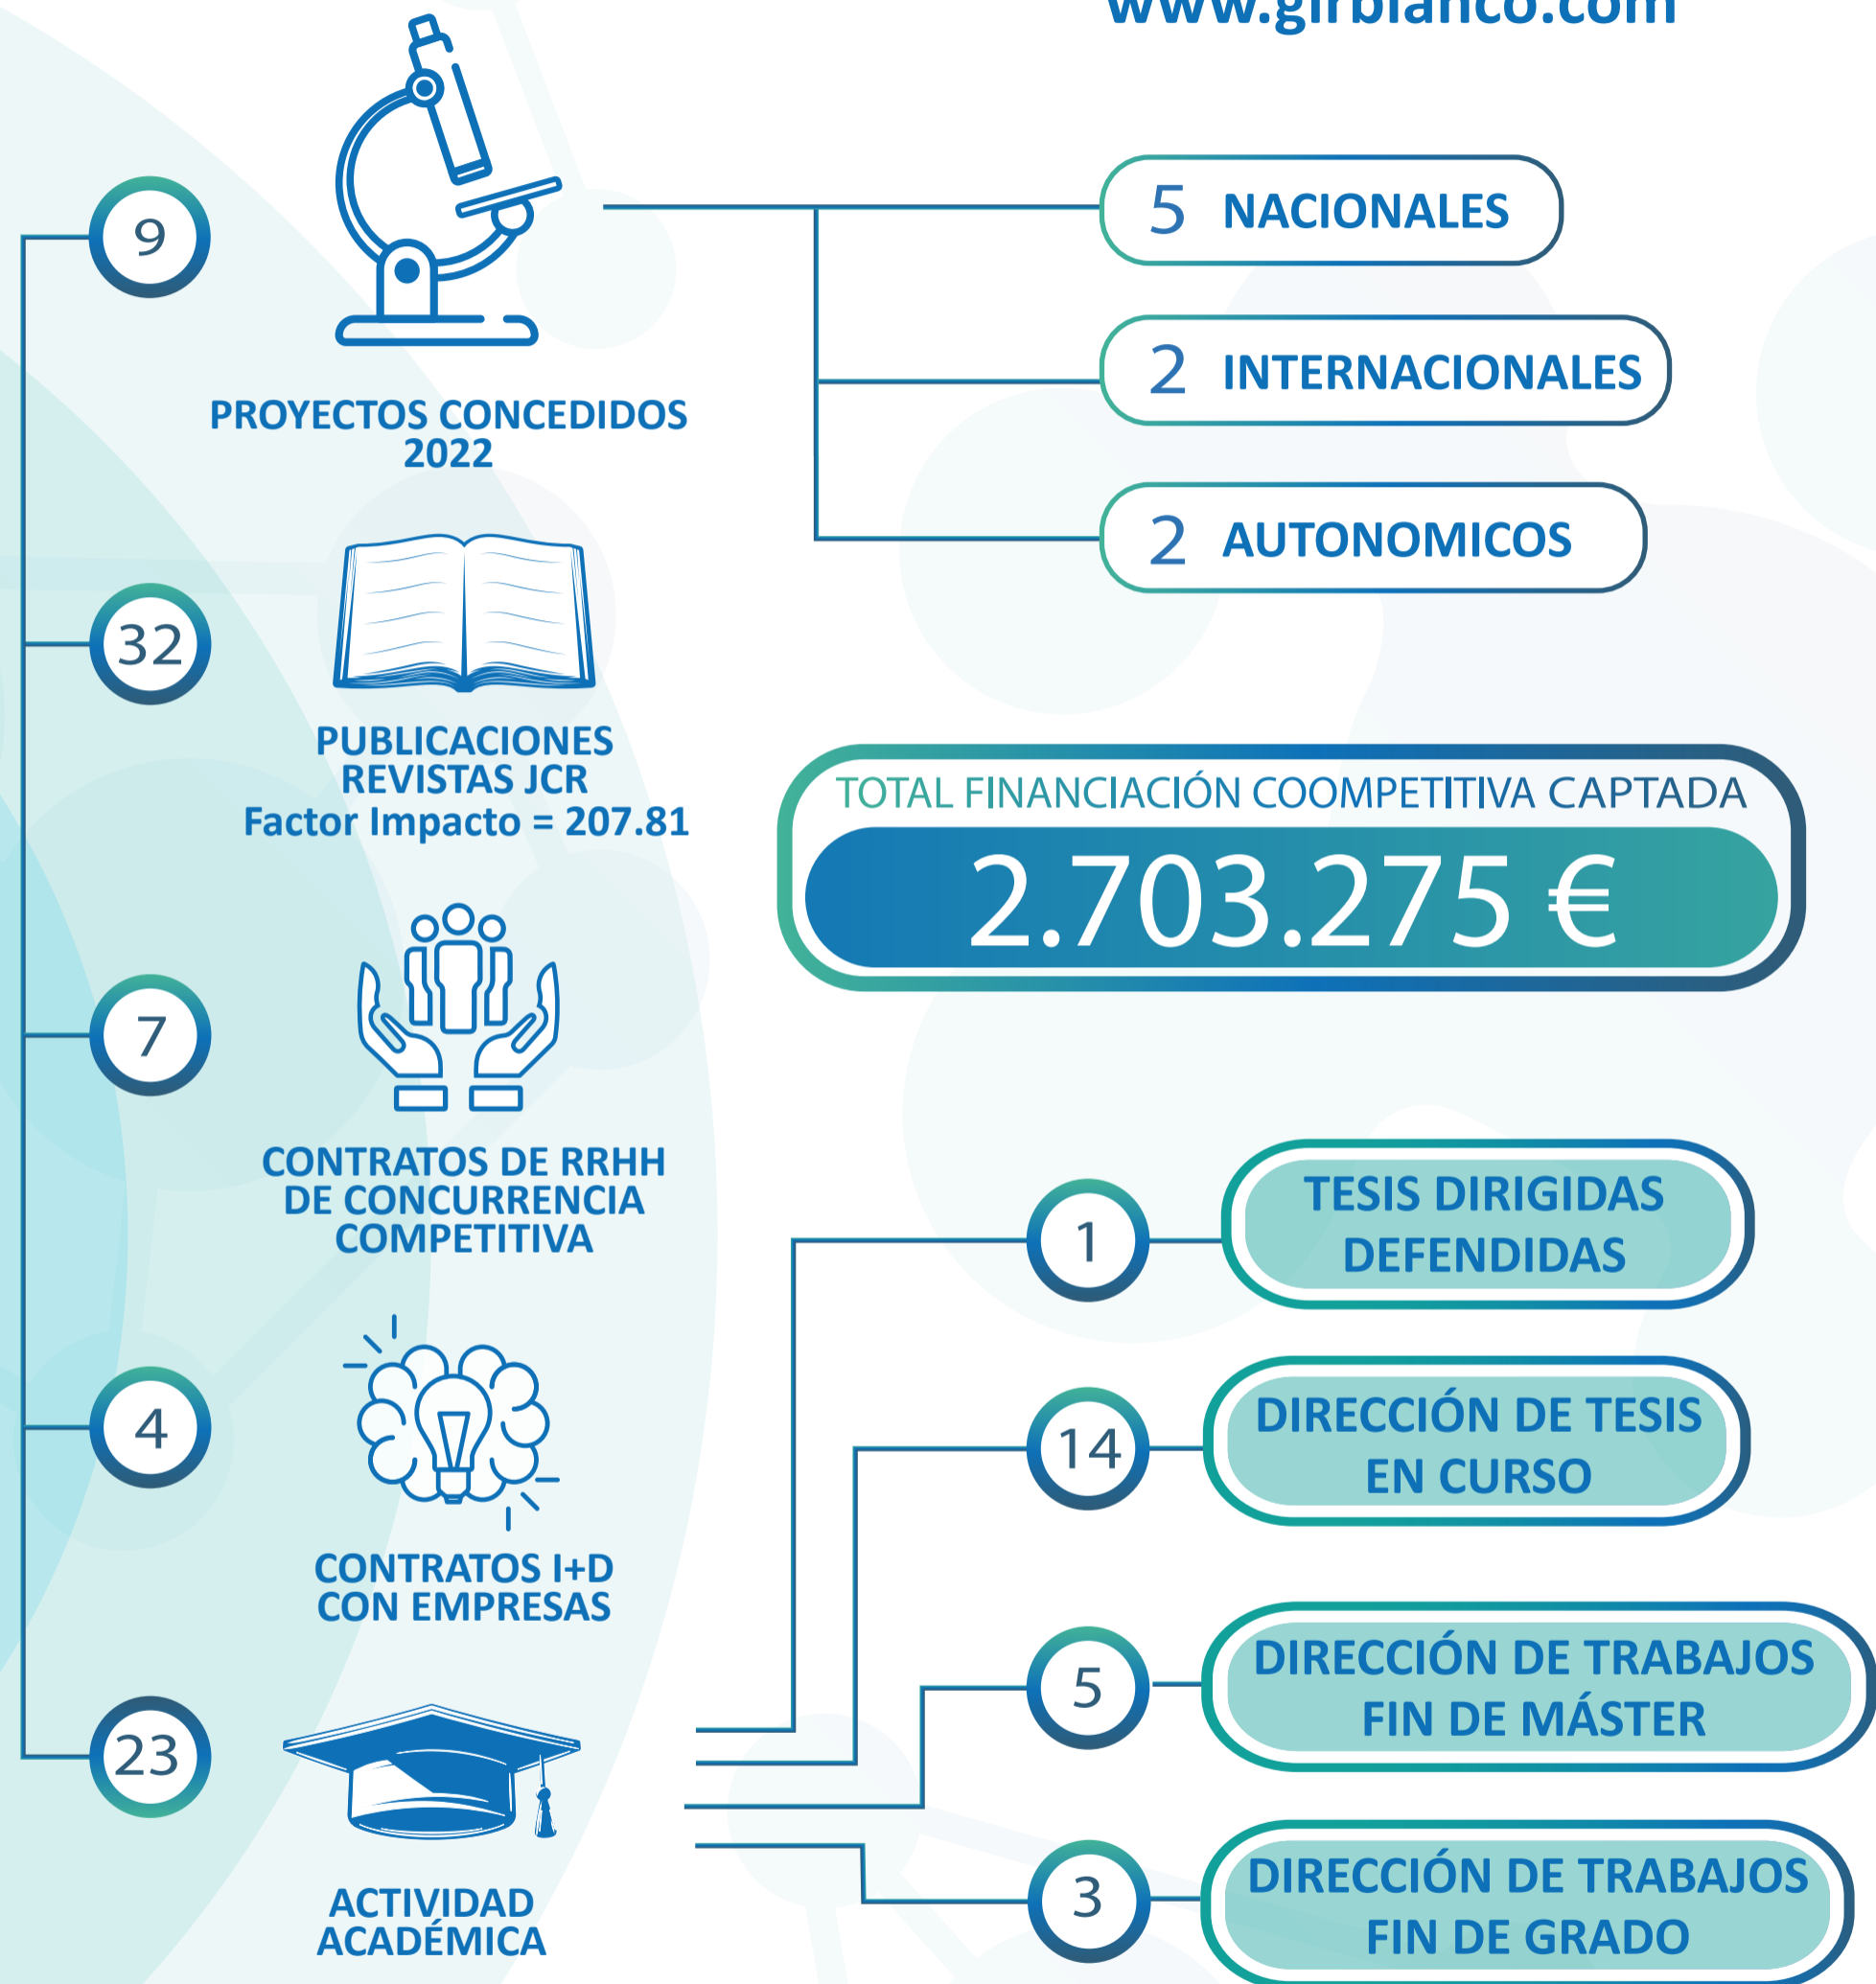 www.girblanco.com
9
PROYECTOS CONCEDIDOS
2022
5 NACIONALES
2 INTERNACIONALES
2 AUTONOMICOS
32
PUBLICACIONES
REVISTAS JCR
Factor Impacto = 207.81
TOTAL FINANCIACIÓN COOMPETITIVA CAPTADA
2.703.275 €
7
CONTRATOS DE RRHH
DE CONCURRENCIA
COMPETITIVA
4
CONTRATOS I+D
CON EMPRESAS
23
ACTIVIDAD
ACADÉMICA
1
TESIS DIRIGIDAS
DEFENDIDAS
14
DIRECCIÓN DE TESIS
EN CURSO
5
DIRECCIÓN DE TRABAJOS
FIN DE MÁSTER
3
DIRECCIÓN DE TRABAJOS
FIN DE GRADO